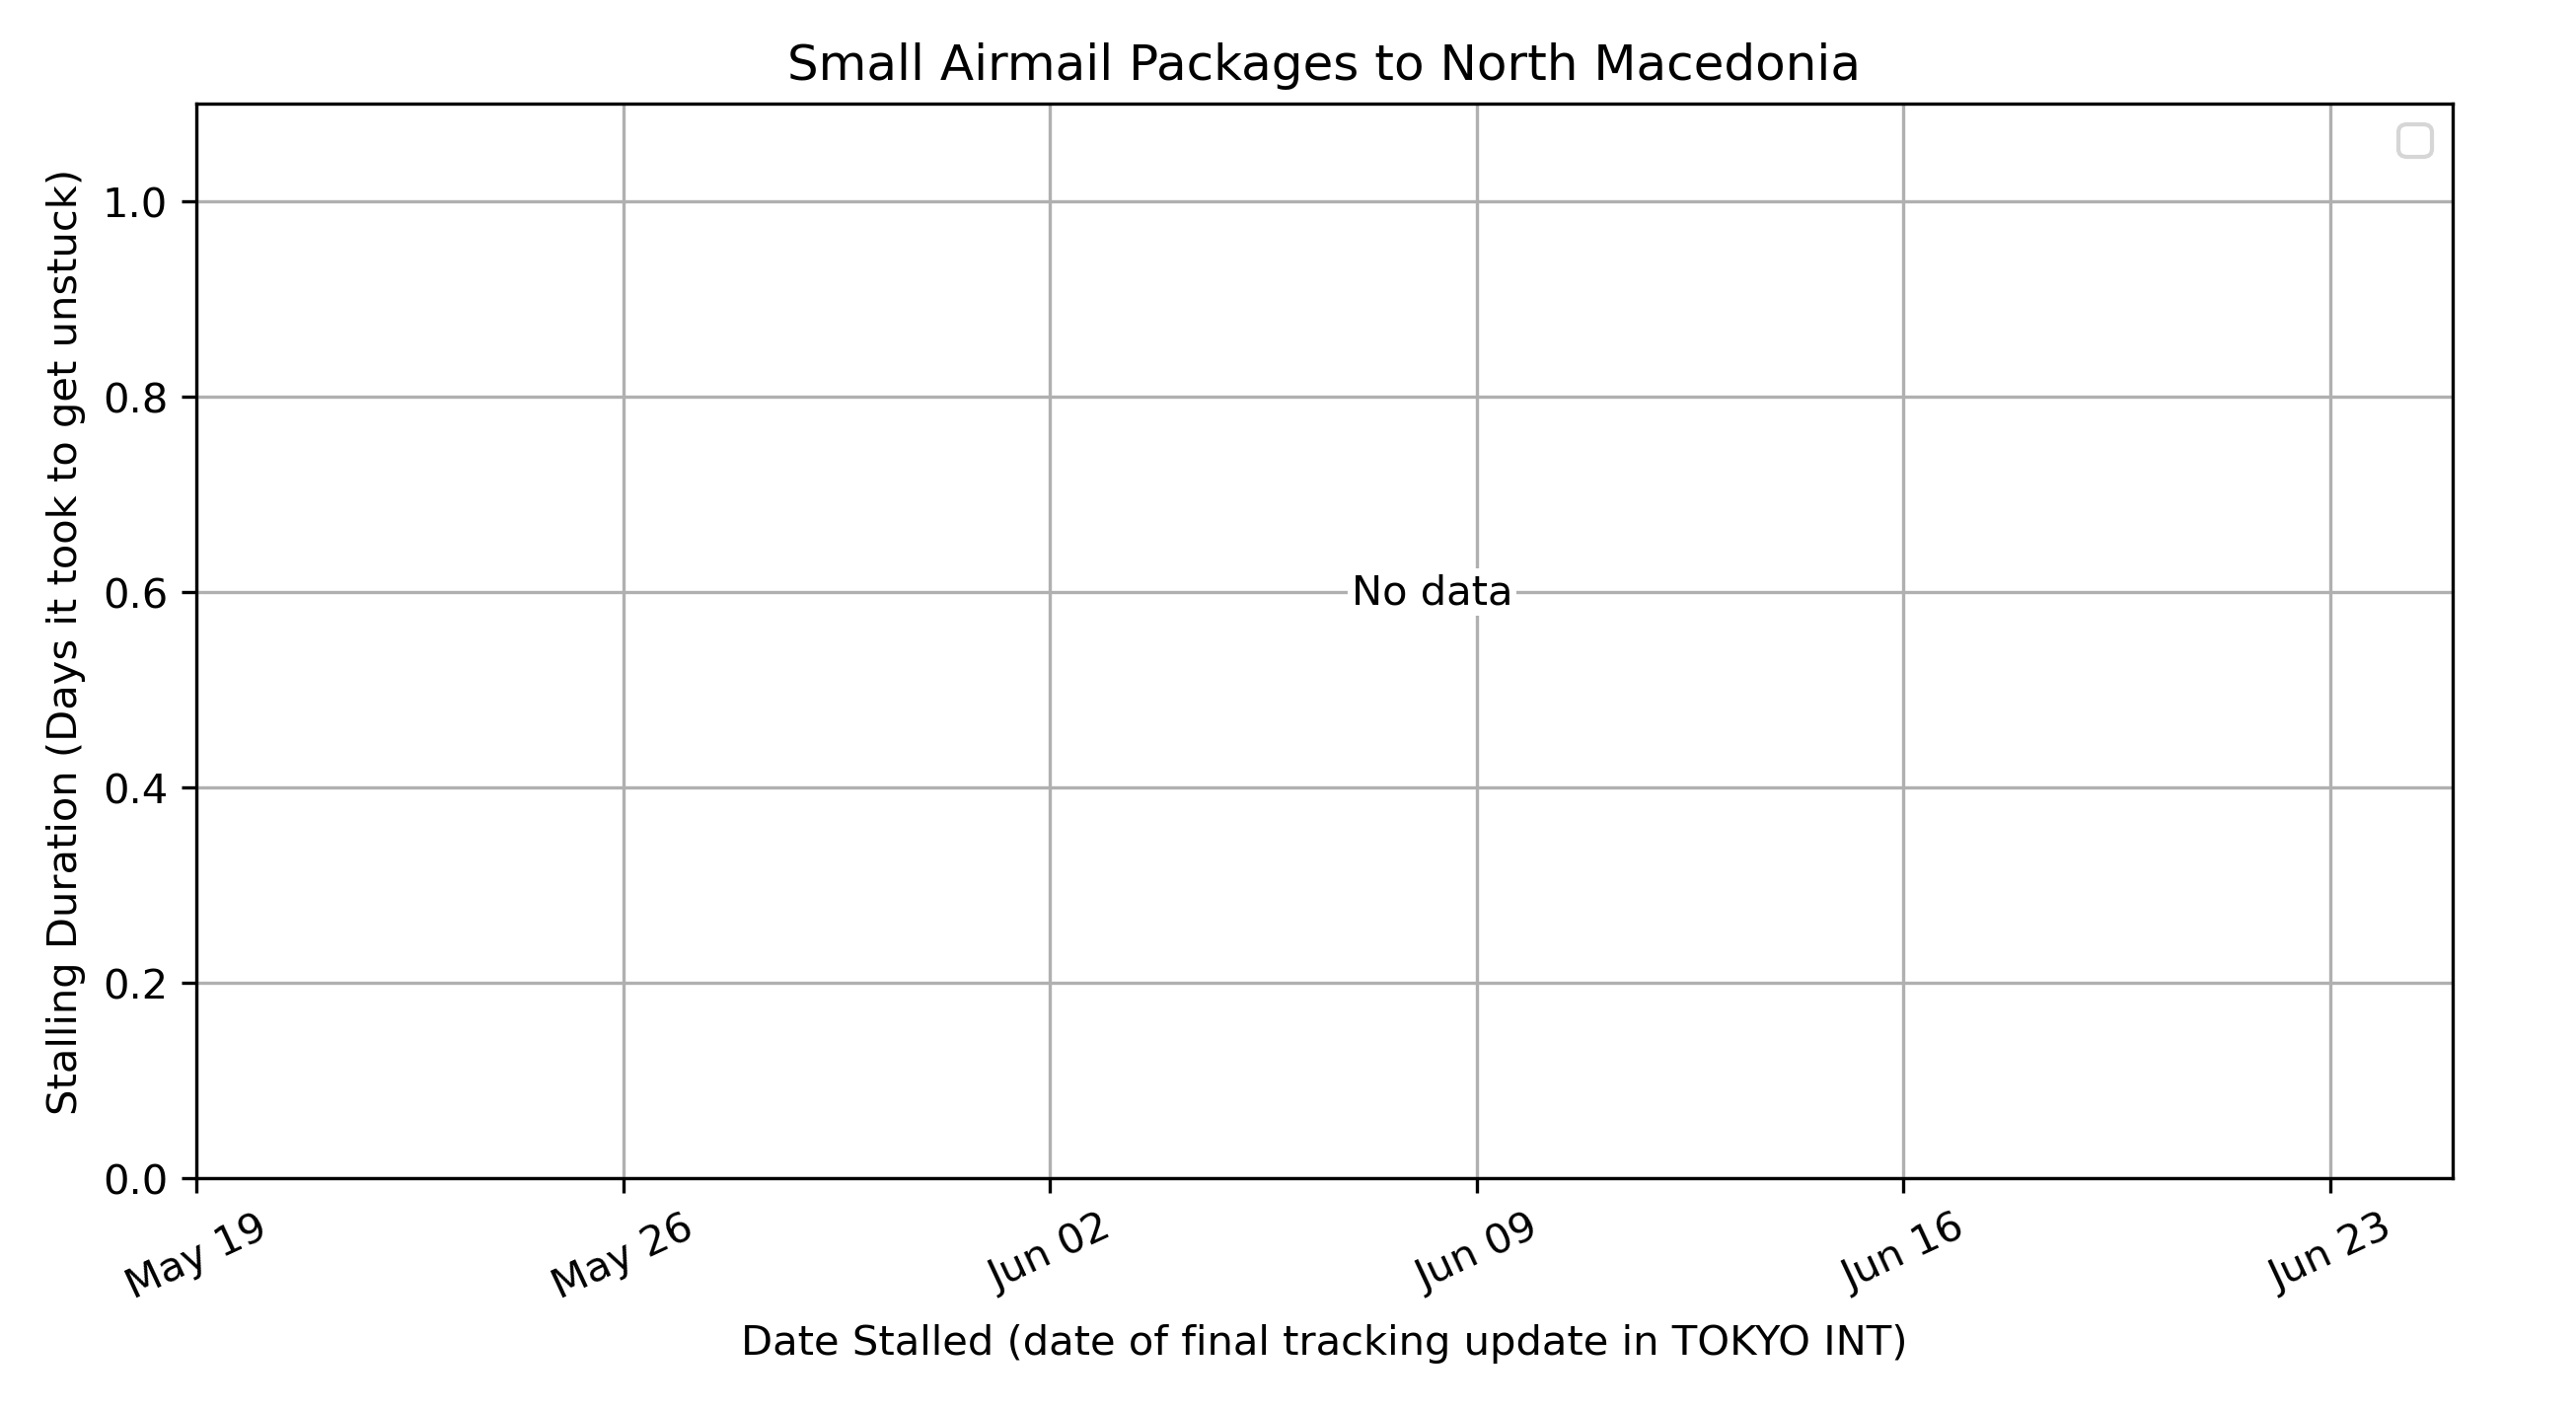 Small Airmail Packages to North Macedonia
Stalling Duration (Days it took to get unstuck)
1.0
0.8
0.6
0.4
0.2
0.0
No data
May 19
May 26
Jun 02
Jun 09
Jun 16
Jun 23
Date Stalled (date of final tracking update in TOKYO INT)